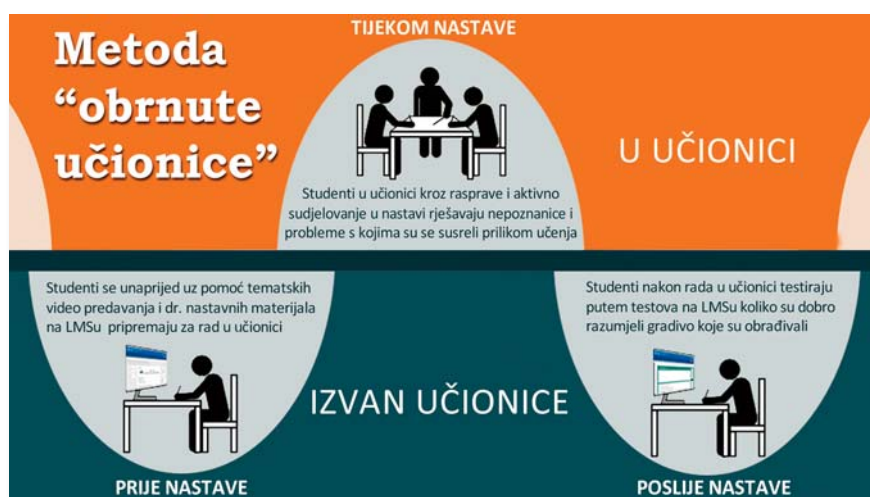 Metoda
“obrnute
učionice”
TIJEKOM NASTAVE
Studenti u učionici kroz rasprave i aktivno
sudjelovanje u nastavi rješavaju nepoznanice i
probleme s kojima su se susreli prilikom učenja
U UČIONICI
Studenti se unaprijed uz pomoć tematskih
video predavanja i dr. nastavnih materijala
na LMSu pripremaju za rad u učionici
PRIJE NASTAVE
IZVAN UČIONICE
Studenti nakon rada u učionici testiraju
putem testova na LMSu koliko su dobro
razumjeli gradivo koje su obrađivali
POSLIJE NASTAVE